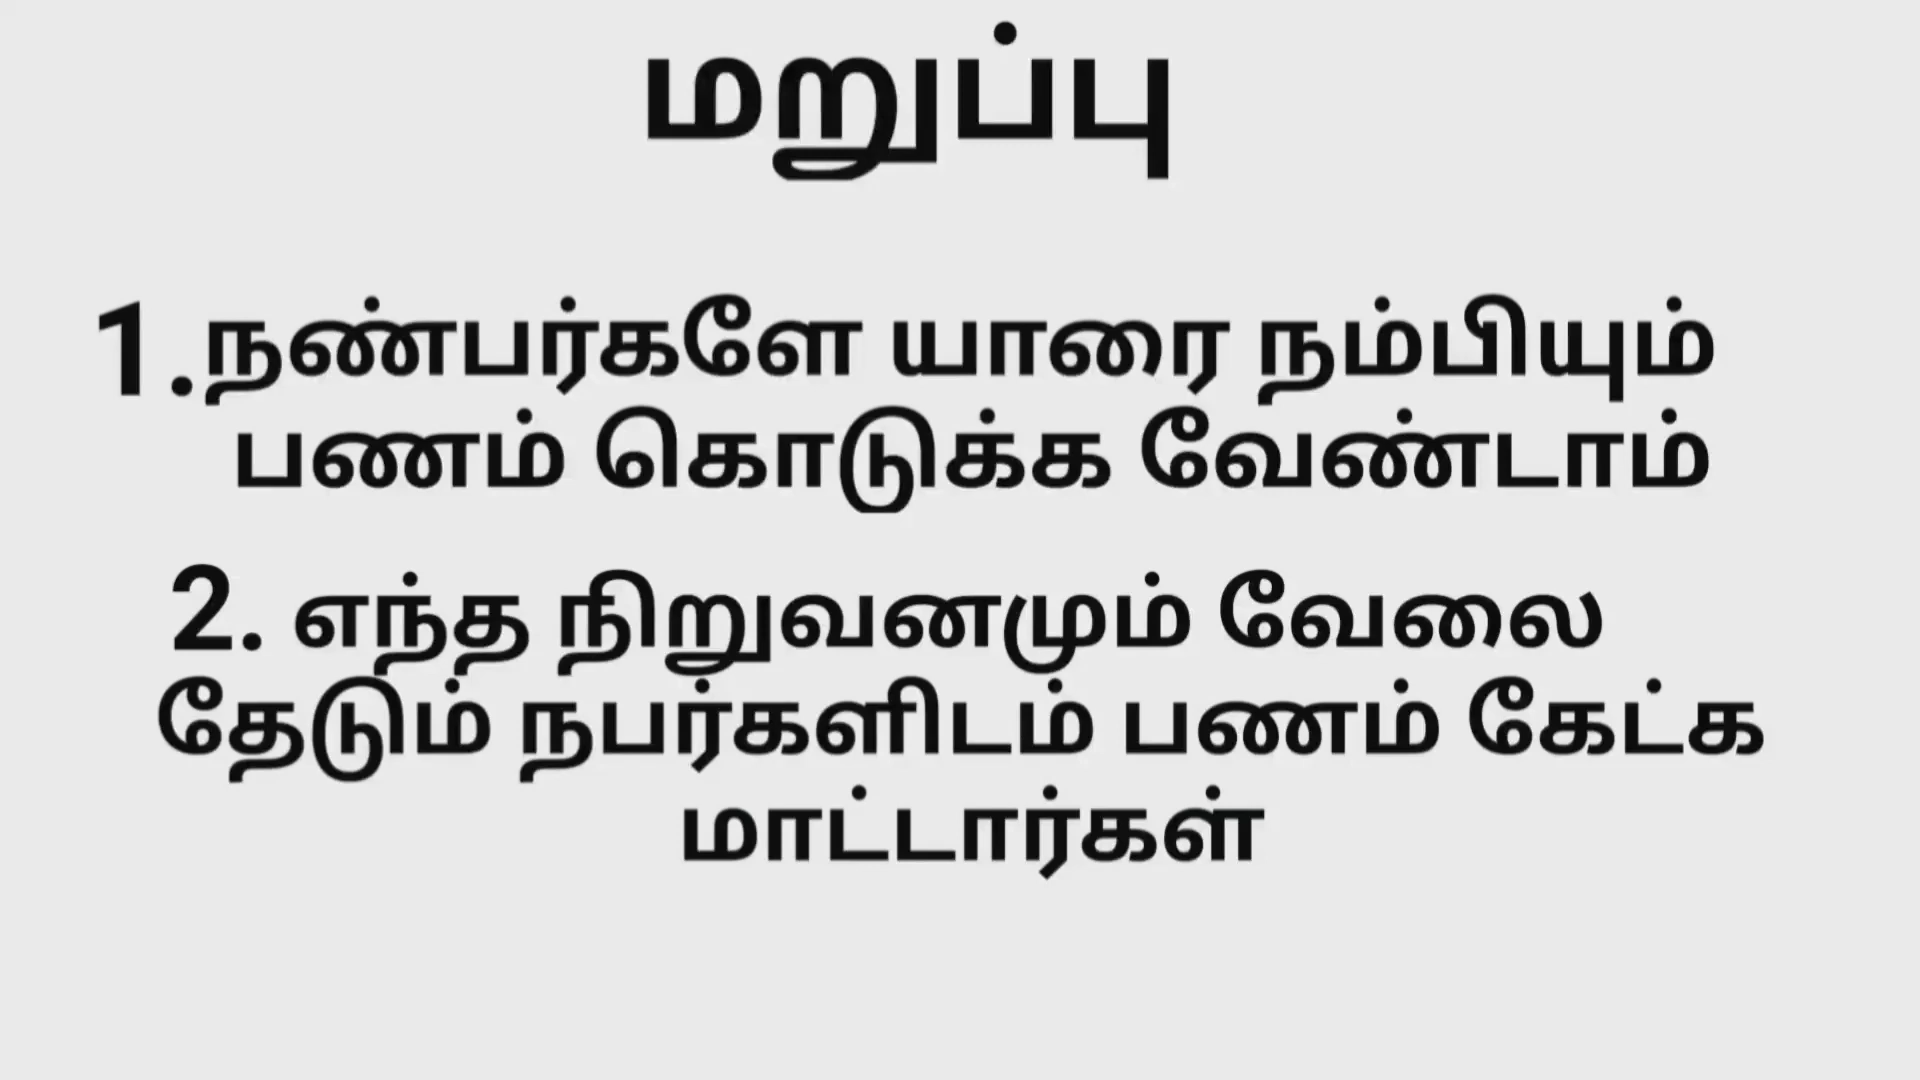 மறுப்பு
1.நண்பர்களே யாரை நம்பியும்
பணம் கொடுக்க வேண்டாம்
2. எந்த நிறுவனமும் வேலை
தேடும் நபர்களிடம் பணம் கேட்க
மாட்டார்கள்